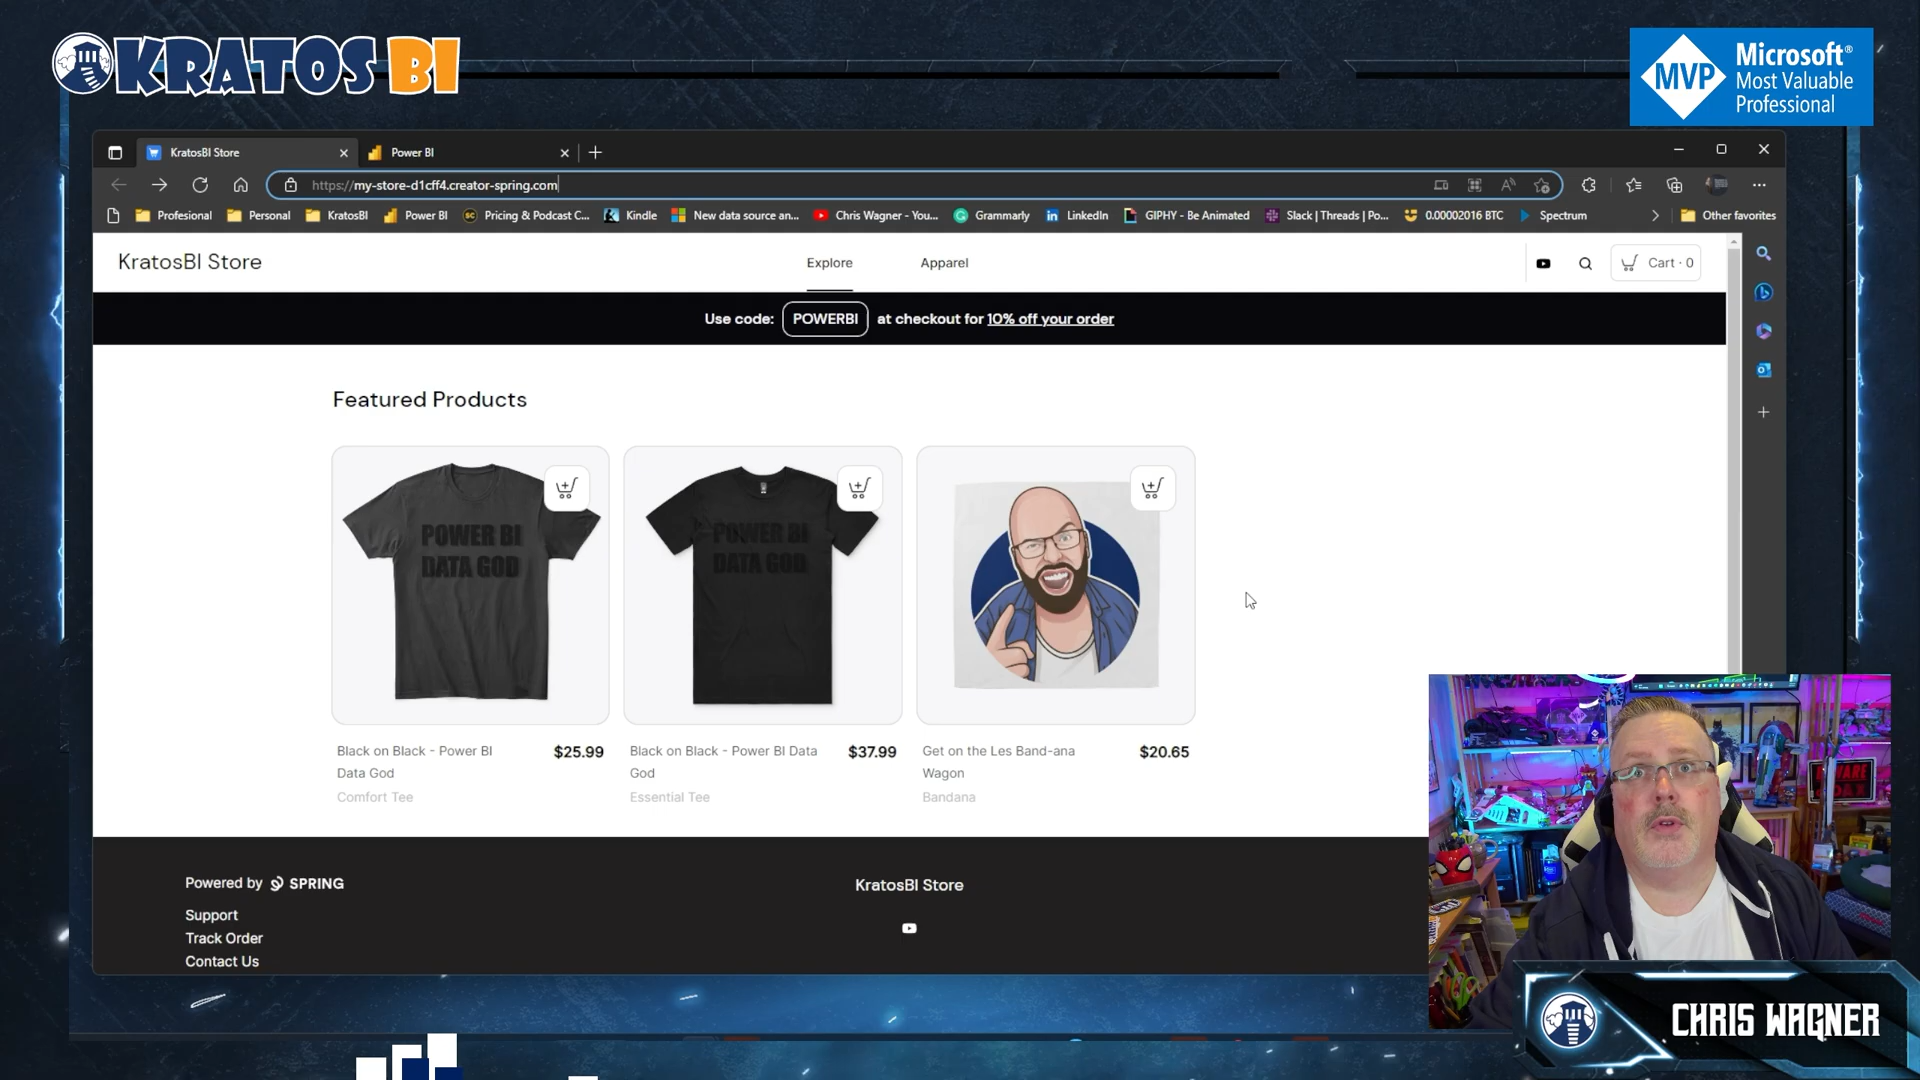 KRATOS BI
MVP
Microsoft®
Most Valuable
Professional
KratosBI Store
Power BI
https://my-store-d1cff4.creator-spring.com
Profesional
Personal
KratosBI
Power BI
Pricing & Podcast C...
Kindle
New data source an...
Chris Wagner - You...
Grammarly
LinkedIn
GIPHY - Be Animated
Slack | Threads | Po...
0.00002016 BTC
Spectrum
Other favorites
KratosBI Store
Explore
Apparel
Cart · 0
Use code: POWERBI at checkout for 10% off your order
Featured Products
POWER BI
DATA GOD
POWER BI
DATA GOD
Black on Black - Power BI
Data God
$25.99
Comfort Tee
Black on Black - Power BI Data
God
$37.99
Essential Tee
Get on the Les Band-ana
Wagon
$20.65
Bandana
Powered by SPRING
Support
Track Order
Contact Us
KratosBI Store
CHRIS WAGNER